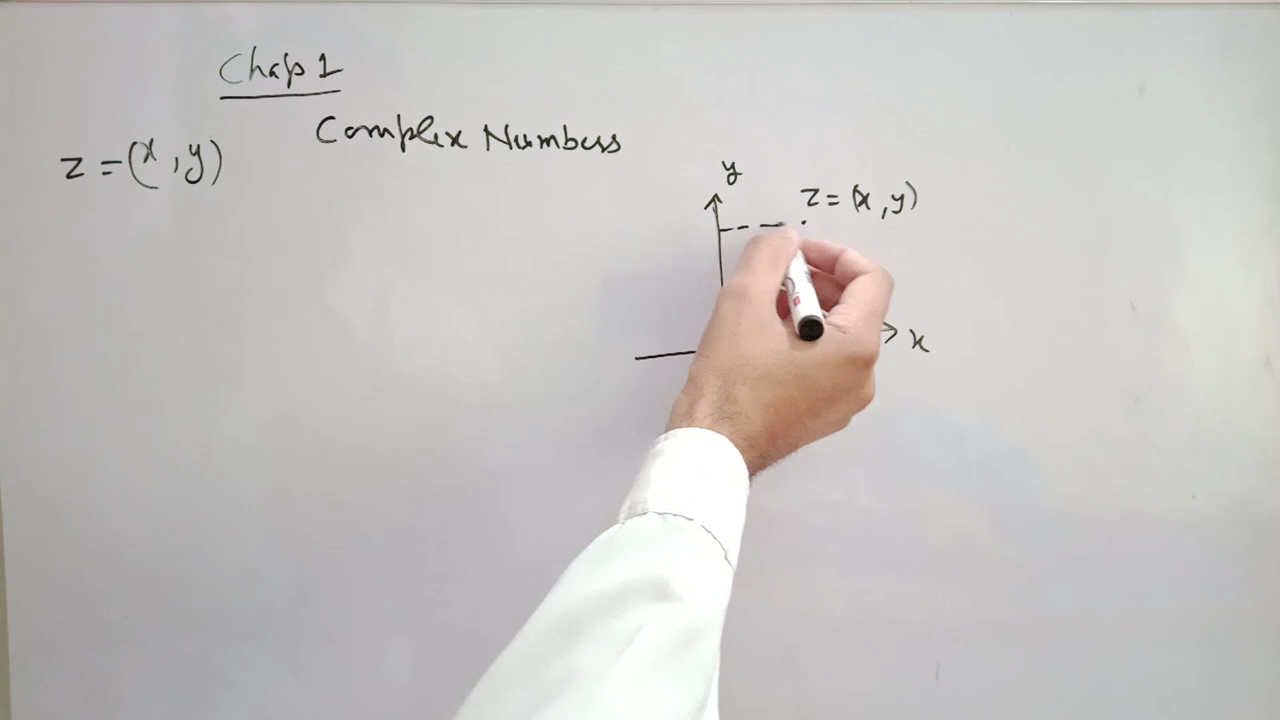 Chap 1
Complex Numbers
z = (x, y)
y
z = (x, y)
x